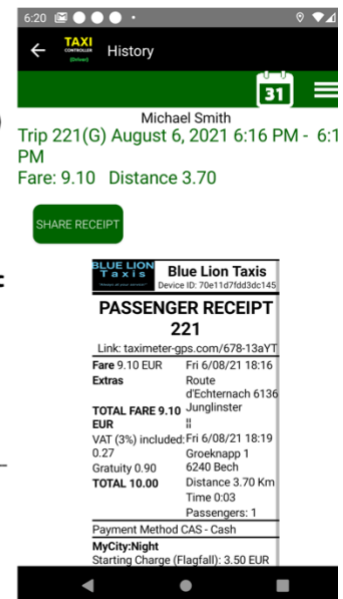 6:20
TAXI
CONTROLLER
(Driver)
History
31
Michael Smith
Trip 221(G) August 6, 2021 6:16 PM - 6:1
PM
Fare: 9.10 Distance 3.70
SHARE RECEIPT
BLUE LION
Taxis
Blue Lion Taxis
Device ID: 70e11d7fdd3dc145
PASSENGER RECEIPT
221
Link: taximeter-gps.com/678-13aYT
Fare 9.10 EUR
Extras
TOTAL FARE 9.10
EUR
VAT (3%) included:
0.27
Gratuity 0.90
TOTAL 10.00
Fri 6/08/21 18:16
Route
d'Echternach 6136
Junglinster
¦¦
Fri 6/08/21 18:19
Groeknapp 1
6240 Bech
Distance 3.70 Km
Time 0:03
Passengers: 1
Payment Method CAS - Cash
MyCity:Night
Starting Charge (Flagfall): 3.50 EUR